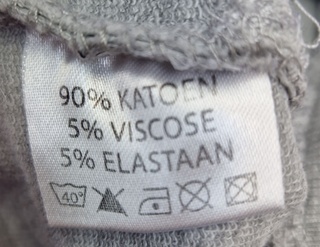 90% KATOEN
5% VISCOSE
5% ELASTAAN
40°